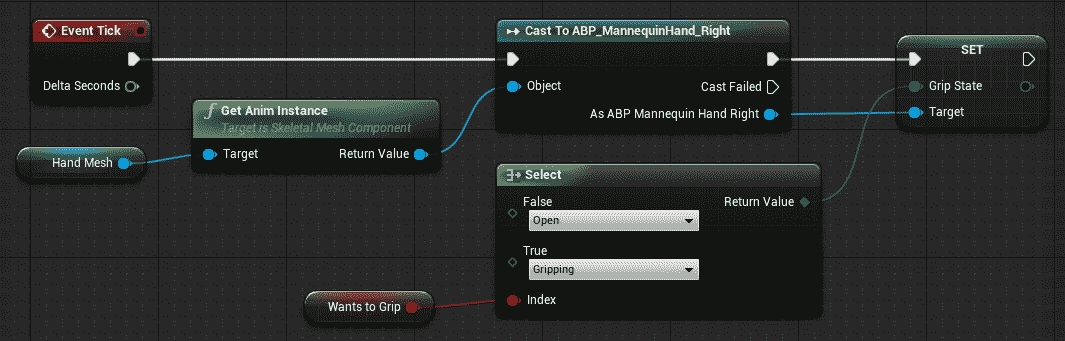 Event Tick
Delta Seconds
Hand Mesh
f Get Anim Instance
Target is Skeletal Mesh Component
Target
Return Value
Cast To ABP_MannequinHand_Right
Object
Cast Failed
As ABP Mannequin Hand Right
SET
Grip State
Target
Select
False
Open
Return Value
True
Gripping
Index
Wants to Grip